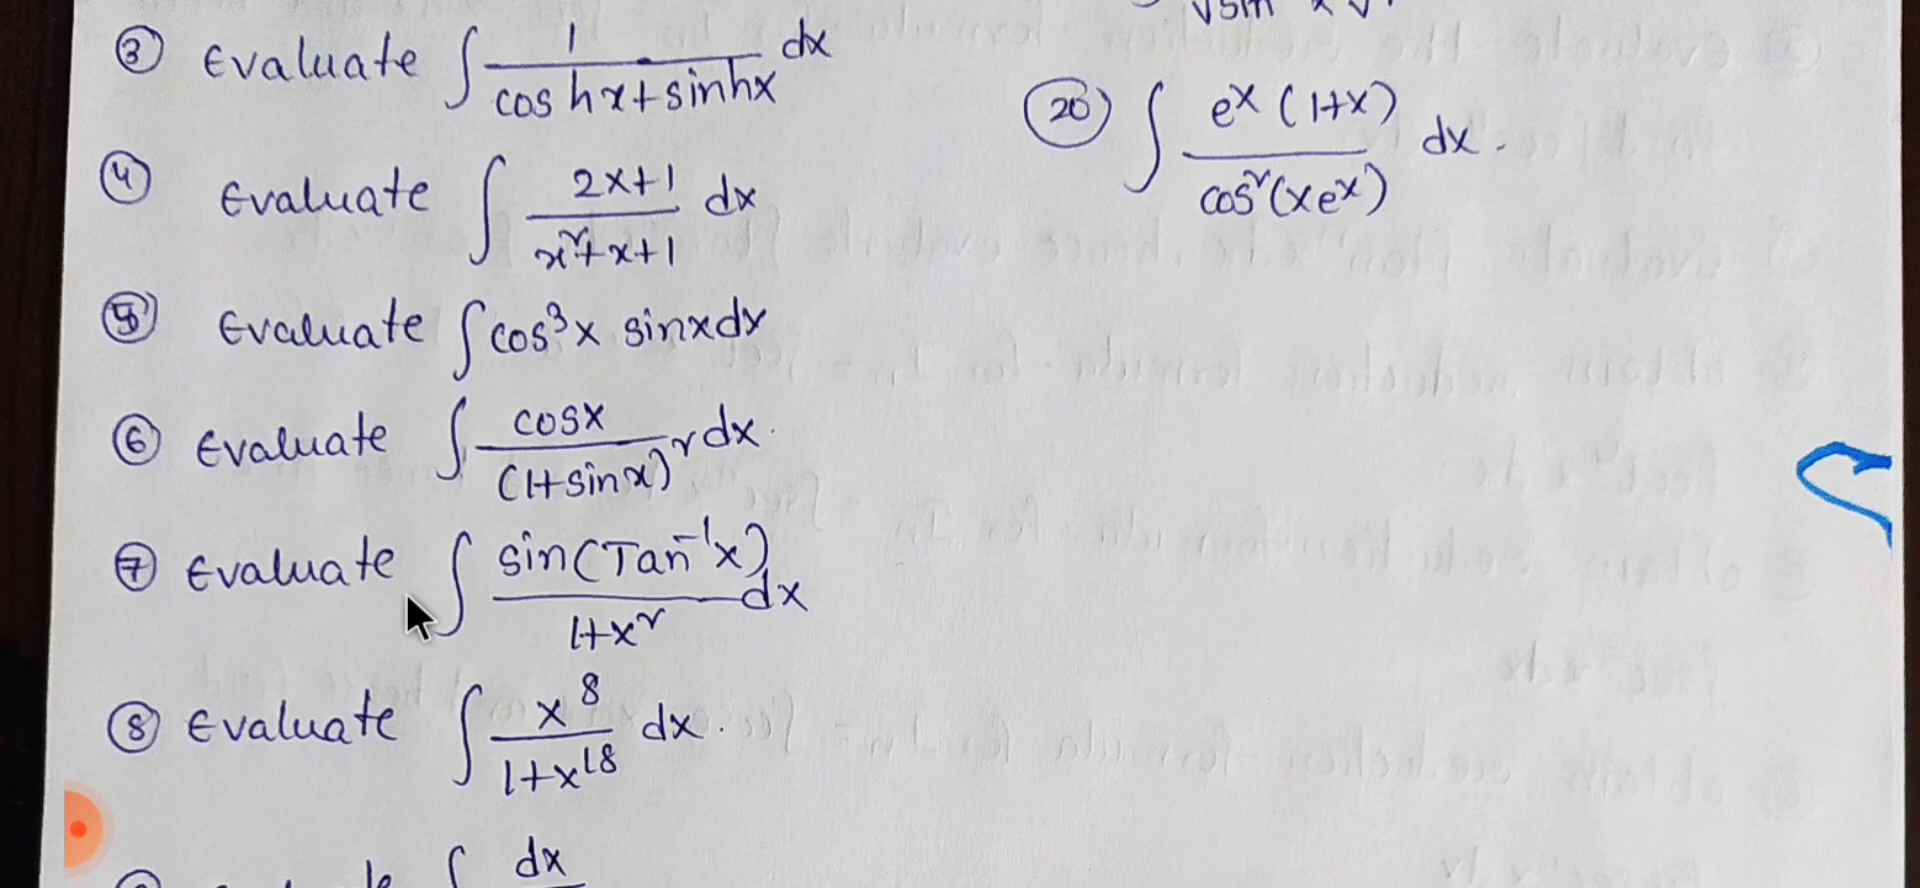 ③ Evaluate ∫ 1/(cos hx+sinhx) dx
④ Evaluate ∫ (2x+1)/(x²+x+1) dx
⑤ Evaluate ∫ cos³x sinxdx
⑥ Evaluate ∫ cosx/(1+sinx)² dx.
⑦ Evaluate ∫ sin(Tan⁻¹x)/(1+x²) dx
⑧ Evaluate ∫ x⁸/(1+x¹⁸) dx.
∫ dx
⑳ ∫ eˣ(1+x)/cos²(xeˣ) dx.